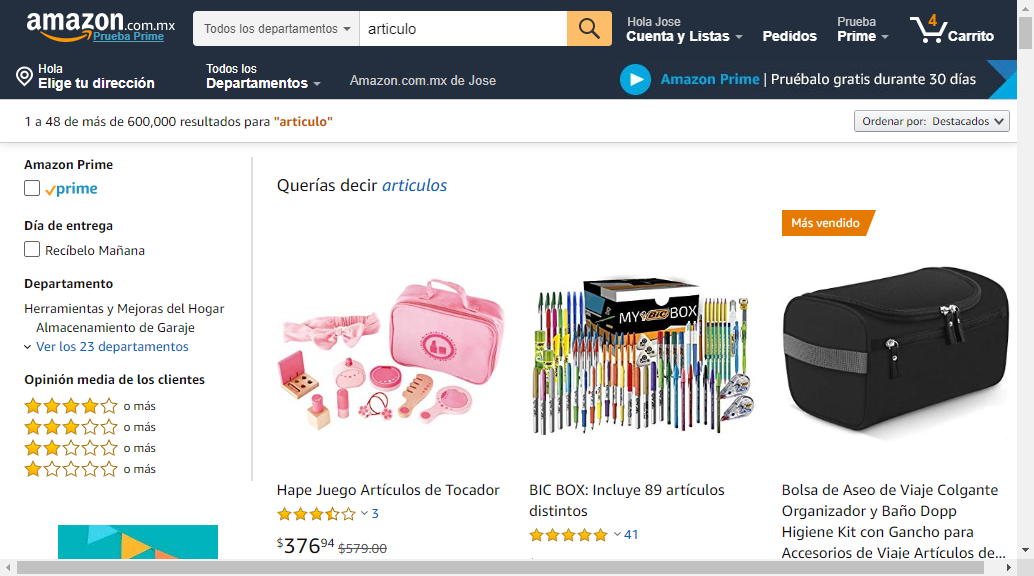 amazon.com.mx
Prueba Prime
Todos los departamentos
articulo
Hola Jose
Cuenta y Listas
Pedidos
Prueba
Prime
4
Carrito
Hola
Elige tu dirección
Todos los
Departamentos
Amazon.com.mx de Jose
Amazon Prime | Pruébalo gratis durante 30 días
1 a 48 de más de 600,000 resultados para "articulo"
Ordenar por: Destacados
Amazon Prime
prime
Día de entrega
Recíbelo Mañana
Departamento
Herramientas y Mejoras del Hogar
Almacenamiento de Garaje
Ver los 23 departamentos
Opinión media de los clientes
o más
o más
o más
o más
Querías decir articulos
Más vendido
MY BIC BOX
Hape Juego Artículos de Tocador
3
$37694 $579.00
BIC BOX: Incluye 89 artículos
distintos
41
Bolsa de Aseo de Viaje Colgante
Organizador y Baño Dopp
Higiene Kit con Gancho para
Accesorios de Viaje Artículos de...